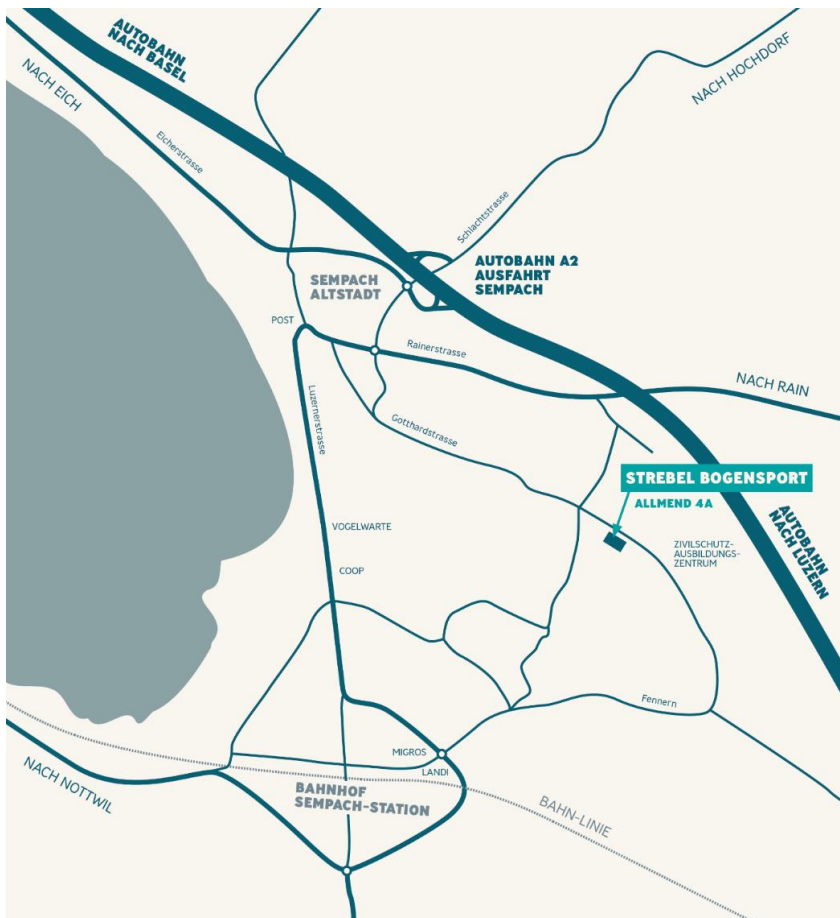 AUTOBAHN
NACH BASEL
NACH EICH
Eicherstrasse
NACH HOCHDORF
Schlachtstrasse
AUTOBAHN A2
AUSFAHRT
SEMPACH
SEMPACH
ALTSTADT
POST
Rainerstrasse
NACH RAIN
Luzernerstrasse
Gotthardstrasse
STREBEL BOGENSPORT
ALLMEND 4A
AUTOBAHN
NACH LUZERN
VOGELWARTE
ZIVILSCHUTZ-
AUSBILDUNGS-
ZENTRUM
COOP
Fennern
MIGROS
LANDI
NACH NOTTWIL
BAHNHOF
SEMPACH-STATION
BAHN-LINIE